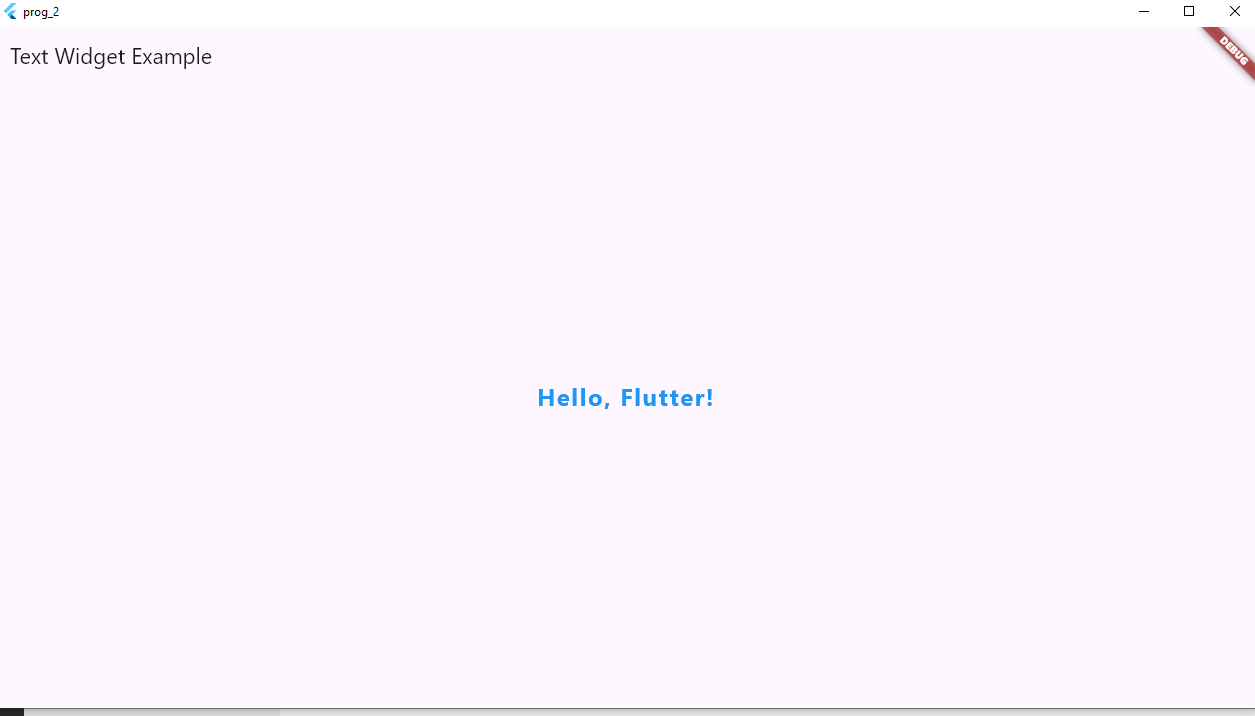 prog_2
Text Widget Example
DEBUG
Hello, Flutter!